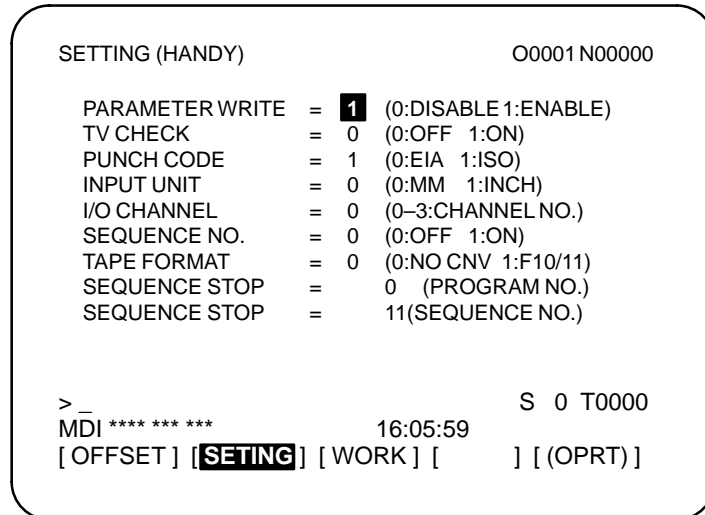 SETTING (HANDY) O0001 N00000
PARAMETER WRITE = 1 (0:DISABLE 1:ENABLE)
TV CHECK = 0 (0:OFF 1:ON)
PUNCH CODE = 1 (0:EIA 1:ISO)
INPUT UNIT = 0 (0:MM 1:INCH)
I/O CHANNEL = 0 (0–3:CHANNEL NO.)
SEQUENCE NO. = 0 (0:OFF 1:ON)
TAPE FORMAT = 0 (0:NO CNV 1:F10/11)
SEQUENCE STOP = 0 (PROGRAM NO.)
SEQUENCE STOP = 11(SEQUENCE NO.)
> _ S 0 T0000
MDI **** *** *** 16:05:59
[ OFFSET ] [ SETING ] [ WORK ] [ ] [ (OPRT) ]